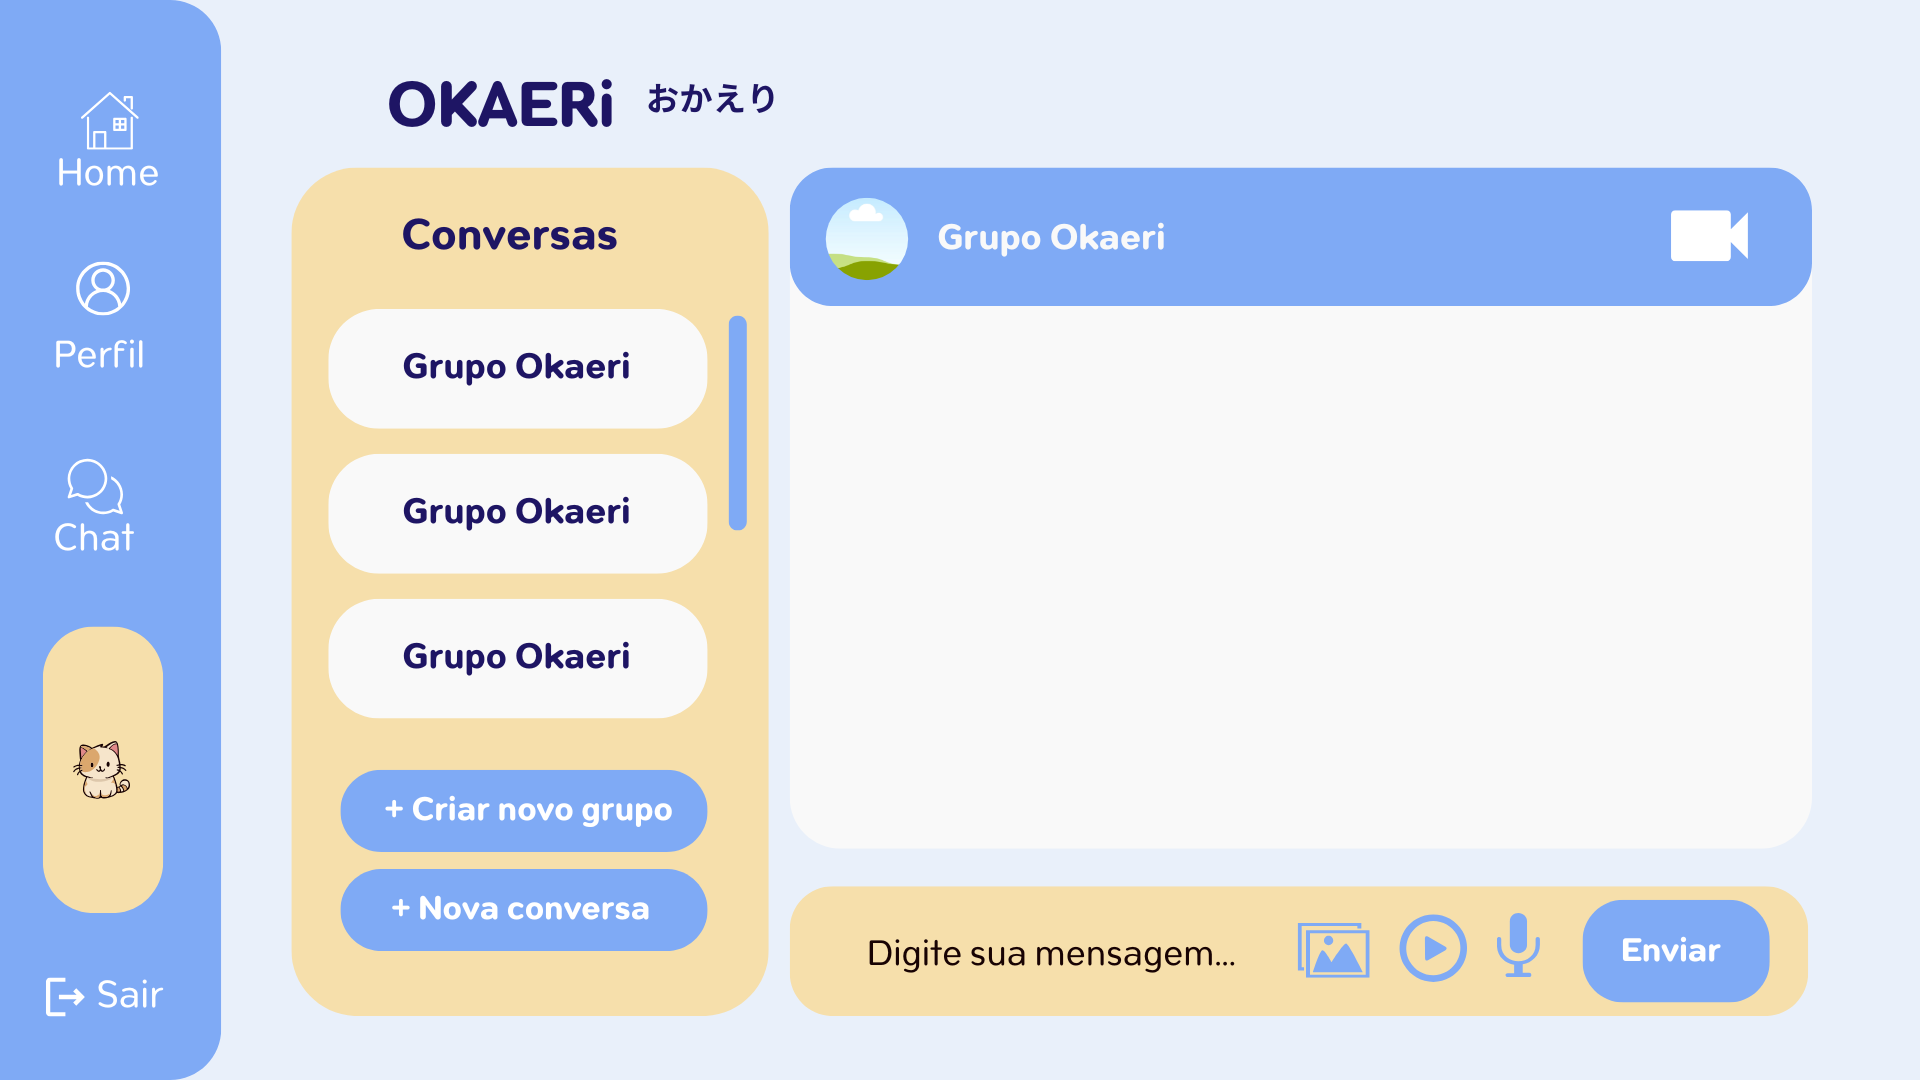 Home
Perfil
Chat
Sair
OKAERi おかえり
Conversas
Grupo Okaeri
Grupo Okaeri
Grupo Okaeri
+ Criar novo grupo
+ Nova conversa
Grupo Okaeri
Digite sua mensagem...
Enviar